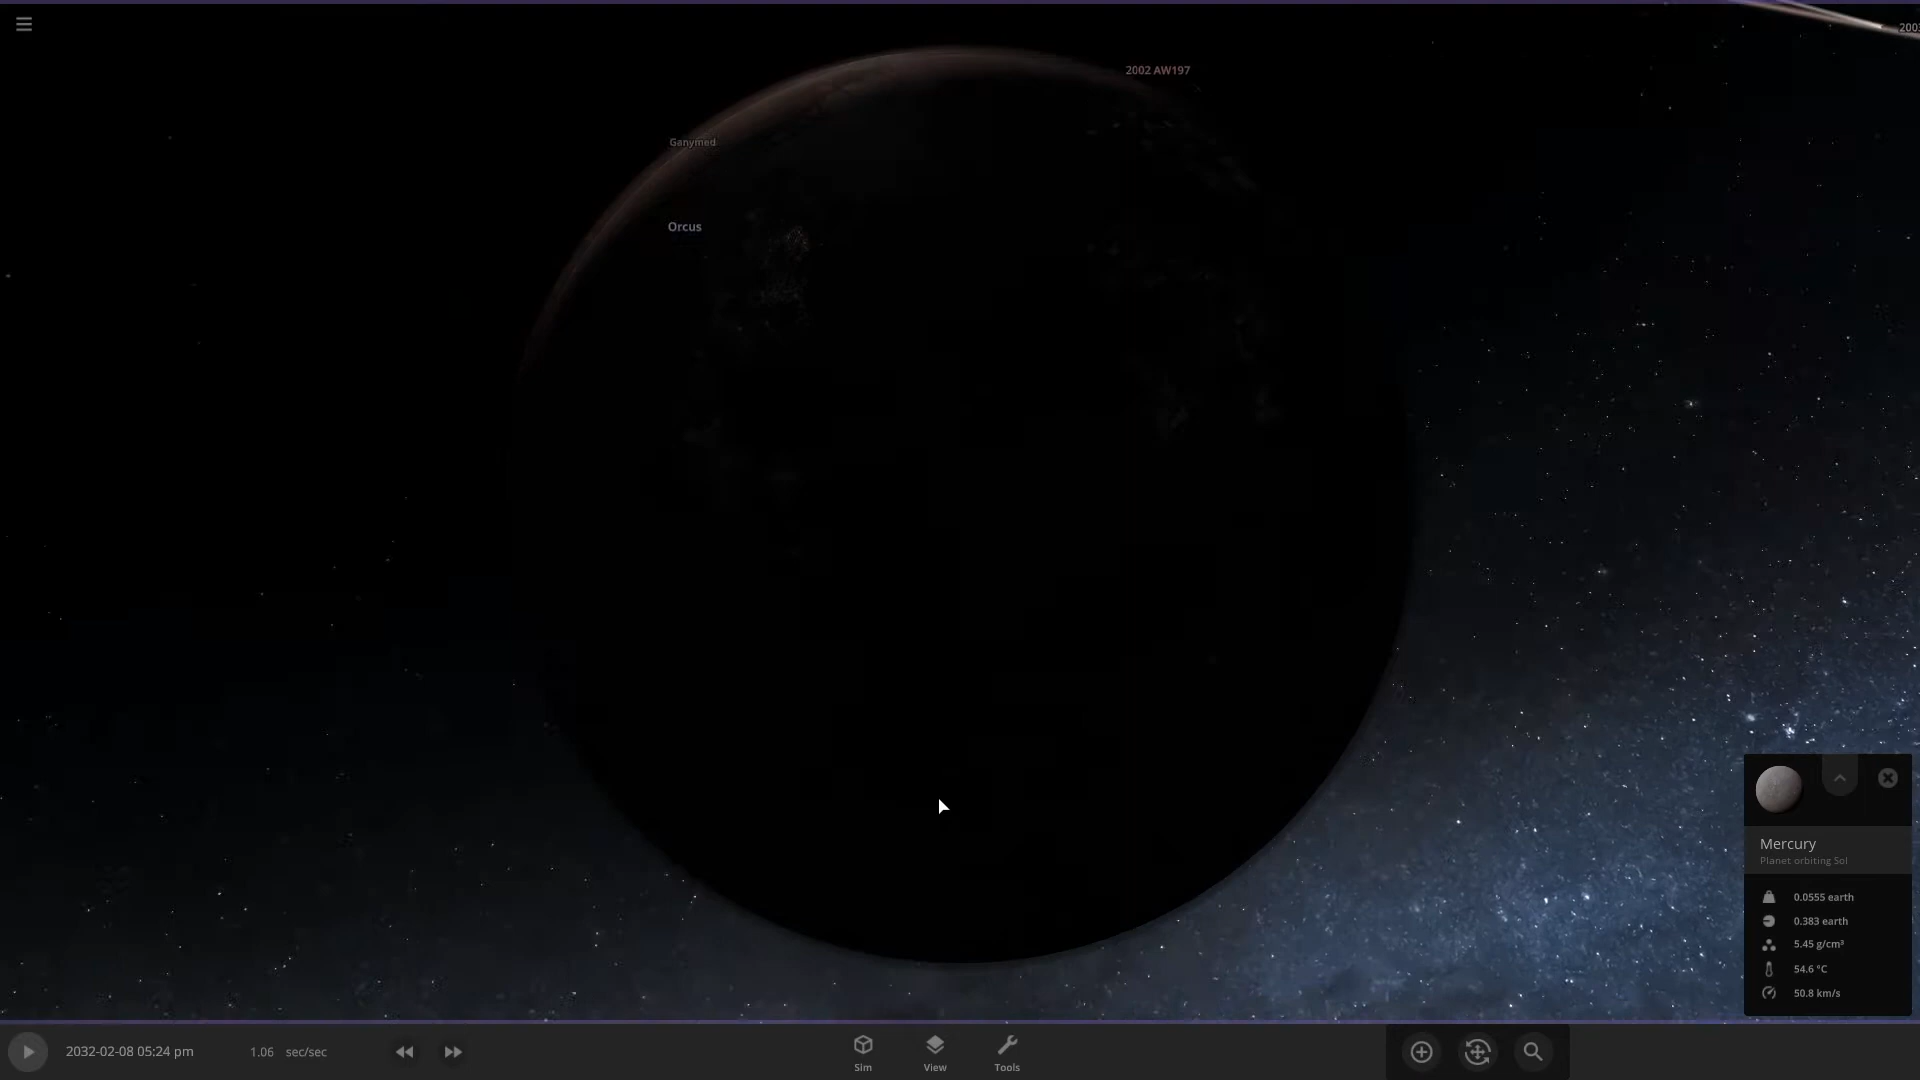 200
2002 AW197
Ganymed
Orcus
Mercury
Planet orbiting Sol
0.0555 earth
0.383 earth
5.45 g/cm³
54.6 °C
50.8 km/s
2032-02-08 05:24 pm
1.06 sec/sec
Sim
View
Tools